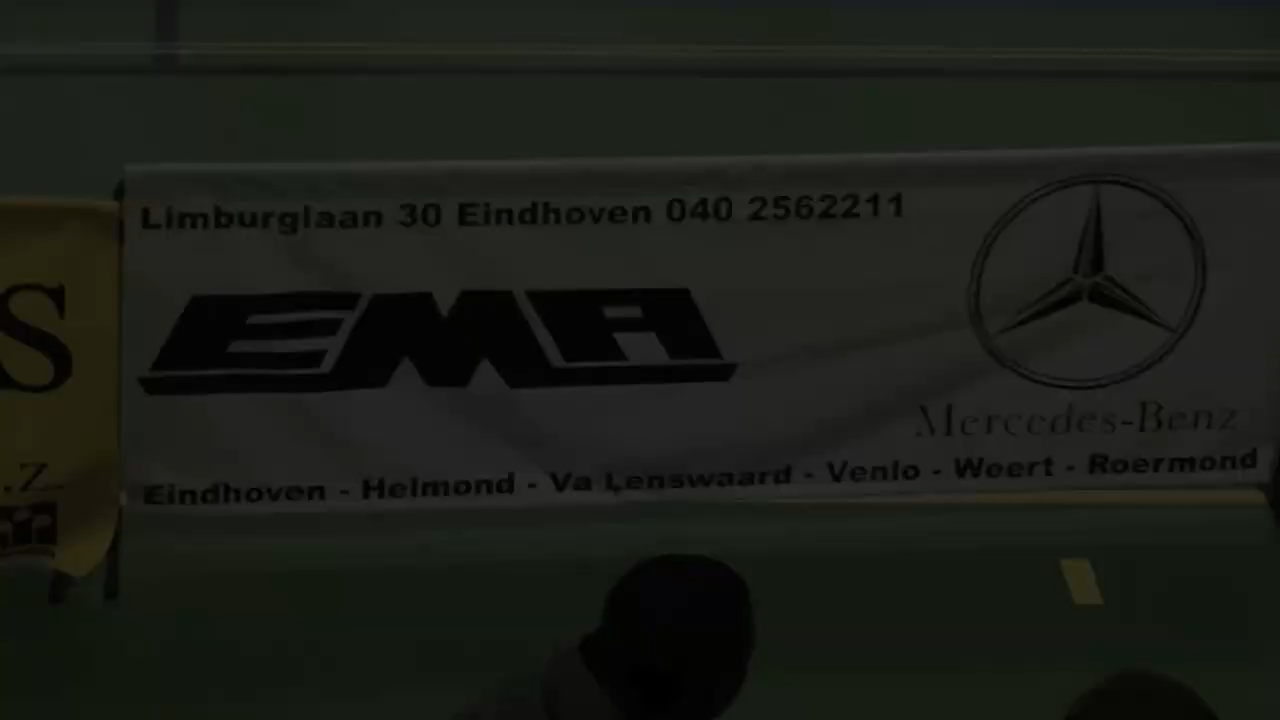 Limburglaan 30 Eindhoven 040 2562211
EMA
Mercedes-Benz
Eindhoven - Helmond - Va Lenswaard - Venlo - Weert - Roermond
S
.Z